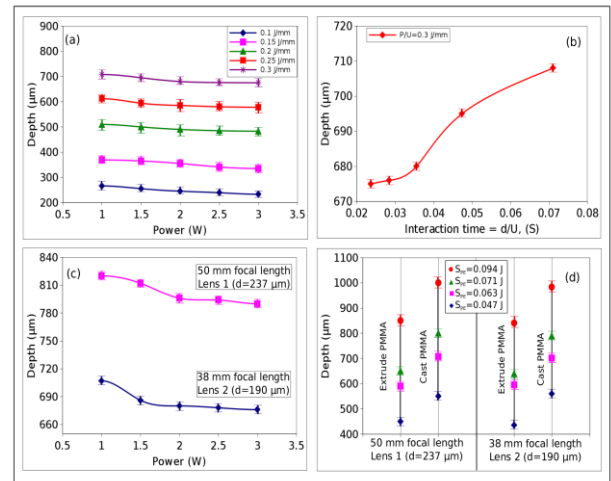 (a)
0.1 J/mm
0.15 J/mm
0.2 J/mm
0.25 J/mm
0.3 J/mm
Depth (μm)
900
800
700
600
500
400
300
200
0.5 1 1.5 2 2.5 3 3.5
Power (W)
(b)
P/U=0.3 J/mm
Depth (μm)
720
710
700
690
680
670
0.02 0.03 0.04 0.05 0.06 0.07 0.08
Interaction time = d/U, (S)
(c)
50 mm focal length
Lens 1 (d=237 μm)
38 mm focal length
Lens 2 (d=190 μm)
Depth (μm)
840
810
780
750
720
690
660
0.5 1 1.5 2 2.5 3 3.5
Power (W)
(d)
S_PE=0.094 J
S_PE=0.071 J
S_PE=0.063 J
S_PE=0.047 J
Depth (μm)
1100
1000
900
800
700
600
500
400
Extrude PMMA
Cast PMMA
Extrude PMMA
Cast PMMA
50 mm focal length
Lens 1 (d=237 μm)
38 mm focal length
Lens 2 (d=190 μm)